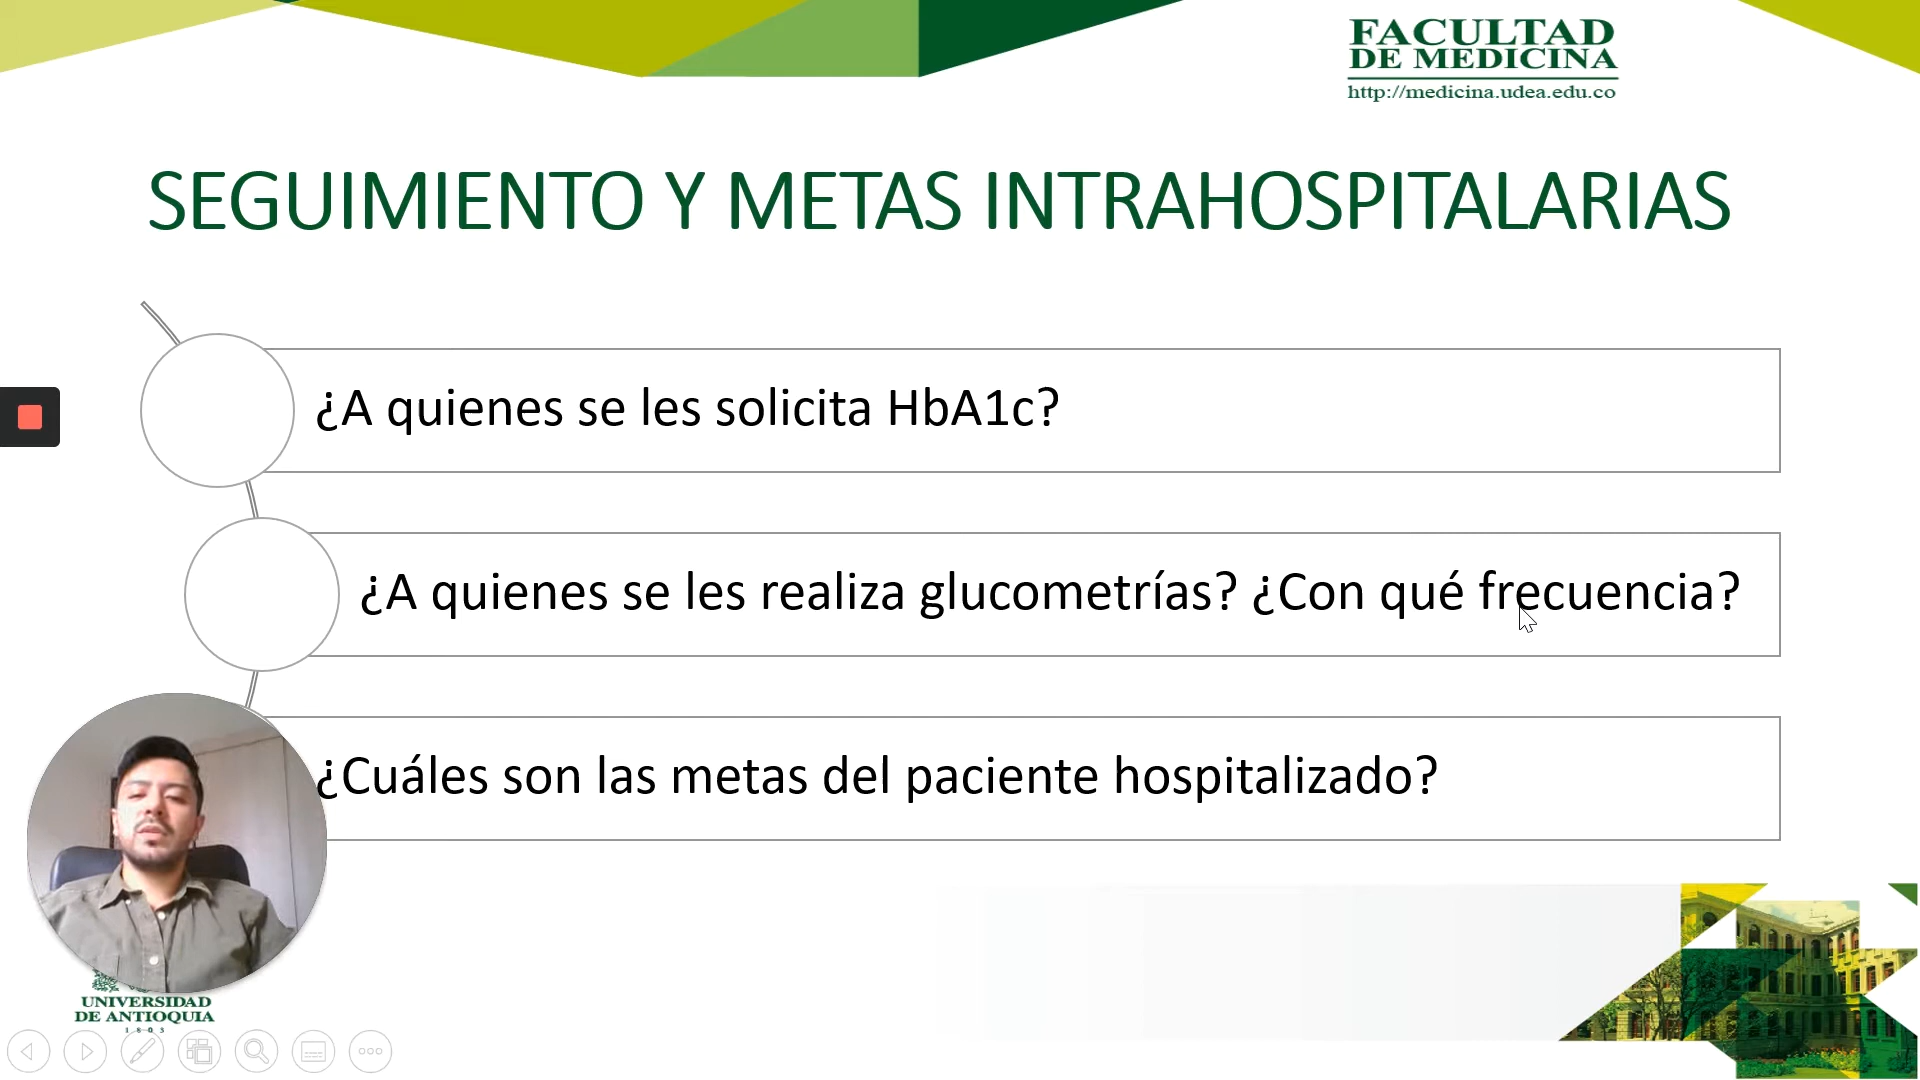 FACULTAD
DE MEDICINA
http://medicina.udea.edu.co
SEGUIMIENTO Y METAS INTRAHOSPITALARIAS
¿A quienes se les solicita HbA1c?
¿A quienes se les realiza glucometrías? ¿Con qué frecuencia?
¿Cuáles son las metas del paciente hospitalizado?
UNIVERSIDAD
DE ANTIOQUIA
1803